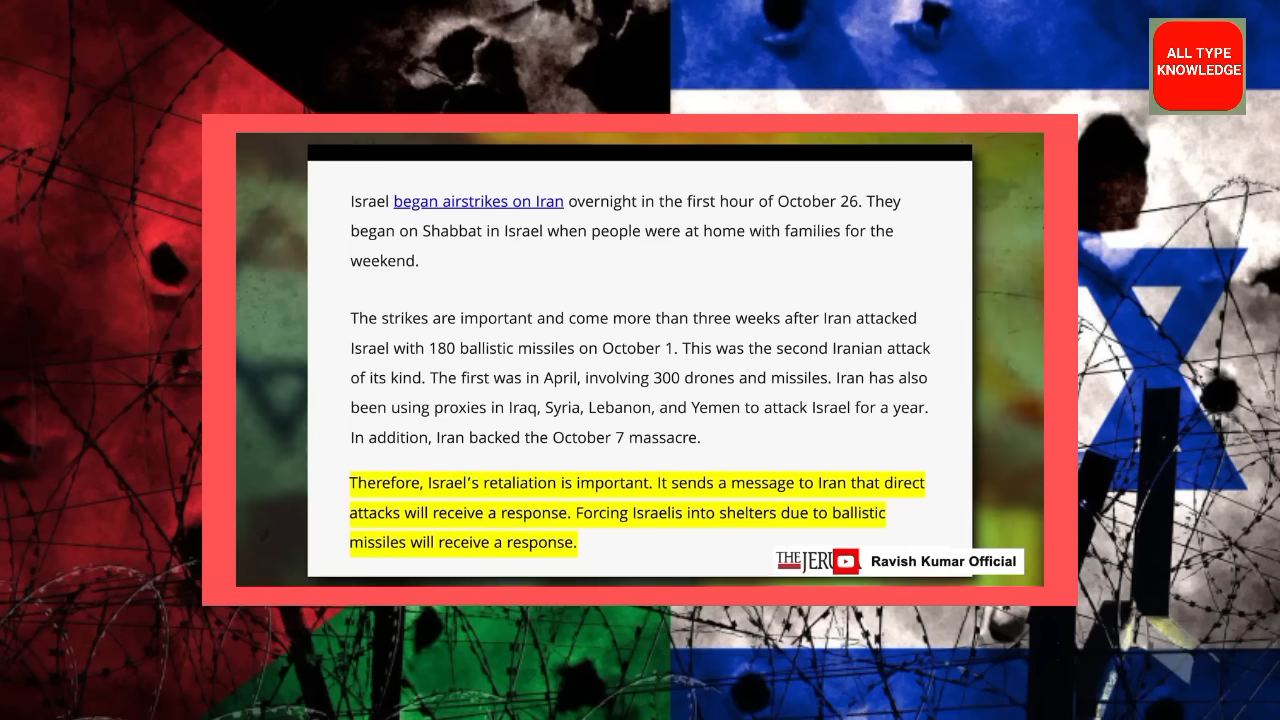 ALL TYPE
KNOWLEDGE
Israel began airstrikes on Iran overnight in the first hour of October 26. They
began on Shabbat in Israel when people were at home with families for the
weekend.
The strikes are important and come more than three weeks after Iran attacked
Israel with 180 ballistic missiles on October 1. This was the second Iranian attack
of its kind. The first was in April, involving 300 drones and missiles. Iran has also
been using proxies in Iraq, Syria, Lebanon, and Yemen to attack Israel for a year.
In addition, Iran backed the October 7 massacre.
Therefore, Israel's retaliation is important. It sends a message to Iran that direct
attacks will receive a response. Forcing Israelis into shelters due to ballistic
missiles will receive a response.
THE
Ravish Kumar Official